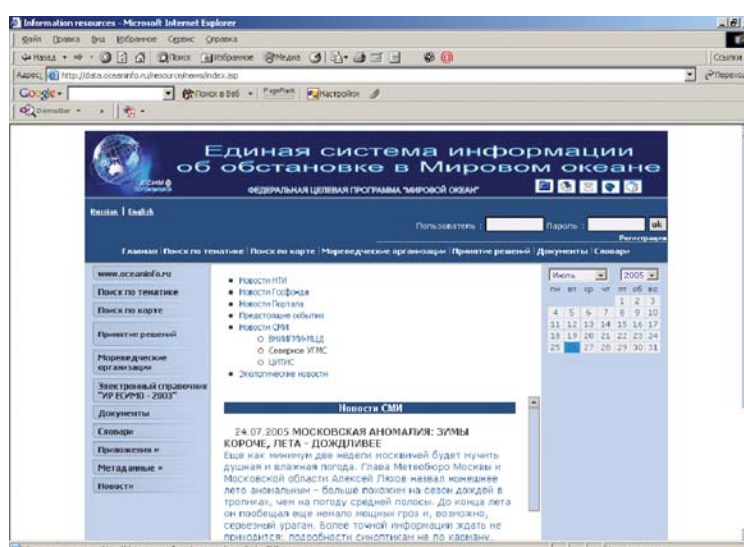 Information resources - Microsoft Internet Explorer
Файл Правка Вид Избранное Сервис Справка
Назад Поиск Избранное Медиа Ссылки
Адрес: http://data.oceaninfo.ru/resource/news/index.jsp
Google Поиск в Веб PageRank Настройки
Единая система информации
об обстановке в Мировом океане
ФЕДЕРАЛЬНАЯ ЦЕЛЕВАЯ ПРОГРАММА "МИРОВОЙ ОКЕАН"
Russian | English
Пользователь : Пароль : ok
Регистрация
Главная Поиск по тематике Поиск по карте Мореведческие организации Принятие решений Документы Словари
www.oceaninfo.ru
Поиск по тематике
Поиск по карте
Принятие решений
Мореведческие
организации
Электронный справочник
"ИР ЕСИМО - 2003"
Документы
Словари
Приложения »
Метаданные »
Новости
Новости НТИ
Новости Госфонда
Новости Портала
Предстоящие события
Новости СМИ
ВНИИГМИ-МЦД
Северное УГМС
ЦИТИС
Экологические новости
Июль 2005
пн вт ср чт пт сб вс
1 2 3
4 5 6 7 8 9 10
11 12 13 14 15 16 17
18 19 20 21 22 23 24
25 26 27 28 29 30 31
Новости СМИ
24.07.2005 МОСКОВСКАЯ АНОМАЛИЯ: ЗИМЫ
КОРОЧЕ, ЛЕТА - ДОЖДЛИВЕЕ
Еще как минимум две недели москвичей будет мучить
душная и влажная погода. Глава Метеобюро Москвы и
Московской области Алексей Ляхов назвал нынешнее
лето аномальным – больше похожим на сезон дождей в
тропиках, чем на погоду средней полосы. До конца лета
он пообещал еще немало мощных гроз и, возможно,
серьезный ураган. Более точной информации ждать не
приходится: подробности синоптикам не по карману.